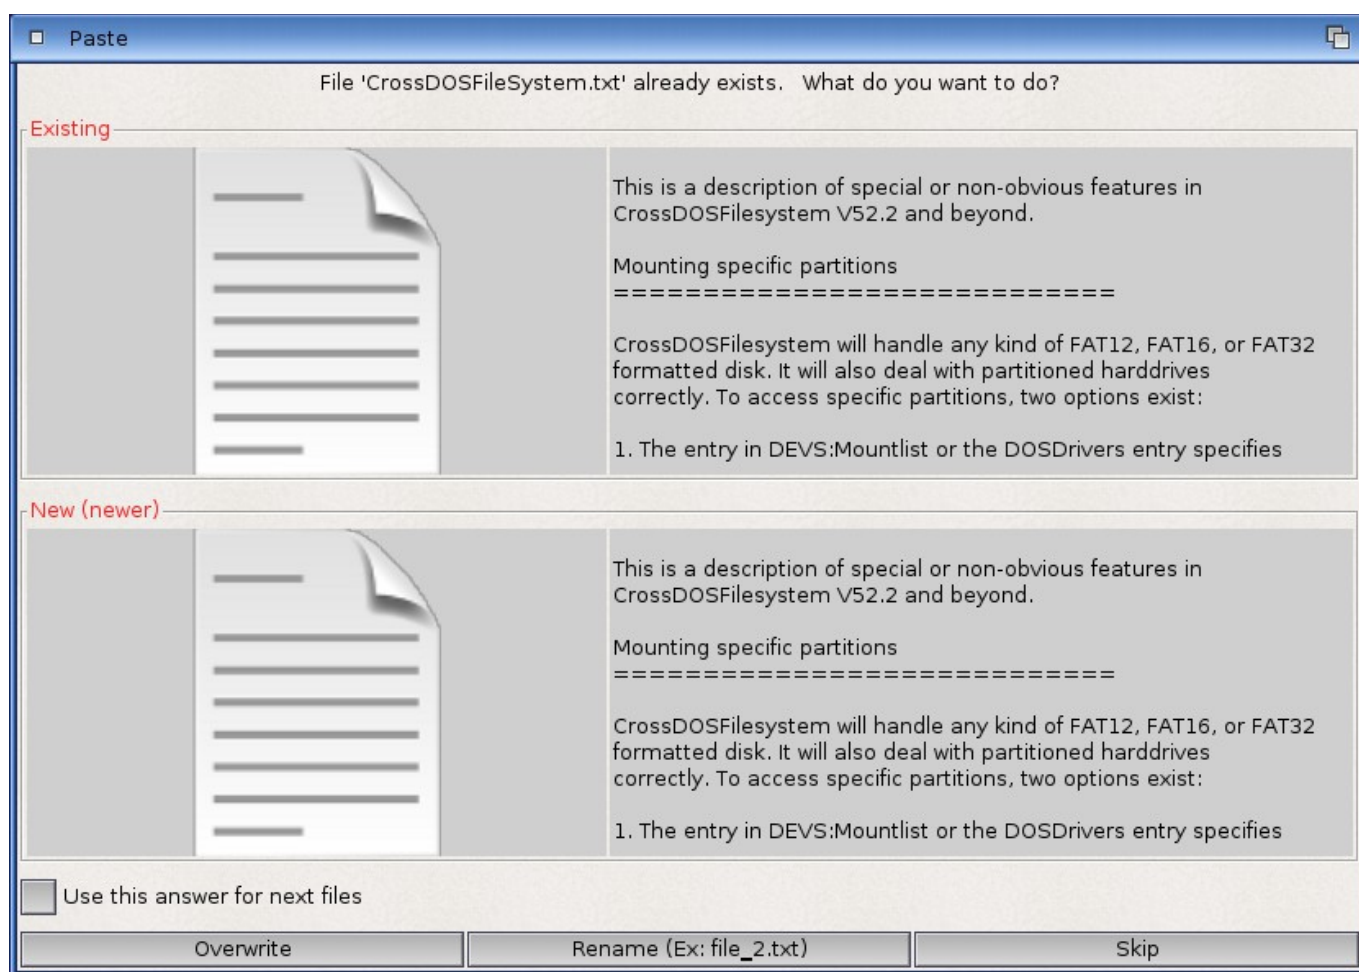 Paste
File 'CrossDOSFileSystem.txt' already exists.   What do you want to do?
Existing
This is a description of special or non-obvious features in
CrossDOSFilesystem V52.2 and beyond.
Mounting specific partitions
============================
CrossDOSFilesystem will handle any kind of FAT12, FAT16, or FAT32
formatted disk. It will also deal with partitioned harddrives
correctly. To access specific partitions, two options exist:
1. The entry in DEVS:Mountlist or the DOSDrivers entry specifies
New (newer)
This is a description of special or non-obvious features in
CrossDOSFilesystem V52.2 and beyond.
Mounting specific partitions
============================
CrossDOSFilesystem will handle any kind of FAT12, FAT16, or FAT32
formatted disk. It will also deal with partitioned harddrives
correctly. To access specific partitions, two options exist:
1. The entry in DEVS:Mountlist or the DOSDrivers entry specifies
Use this answer for next files
Overwrite
Rename (Ex: file_2.txt)
Skip